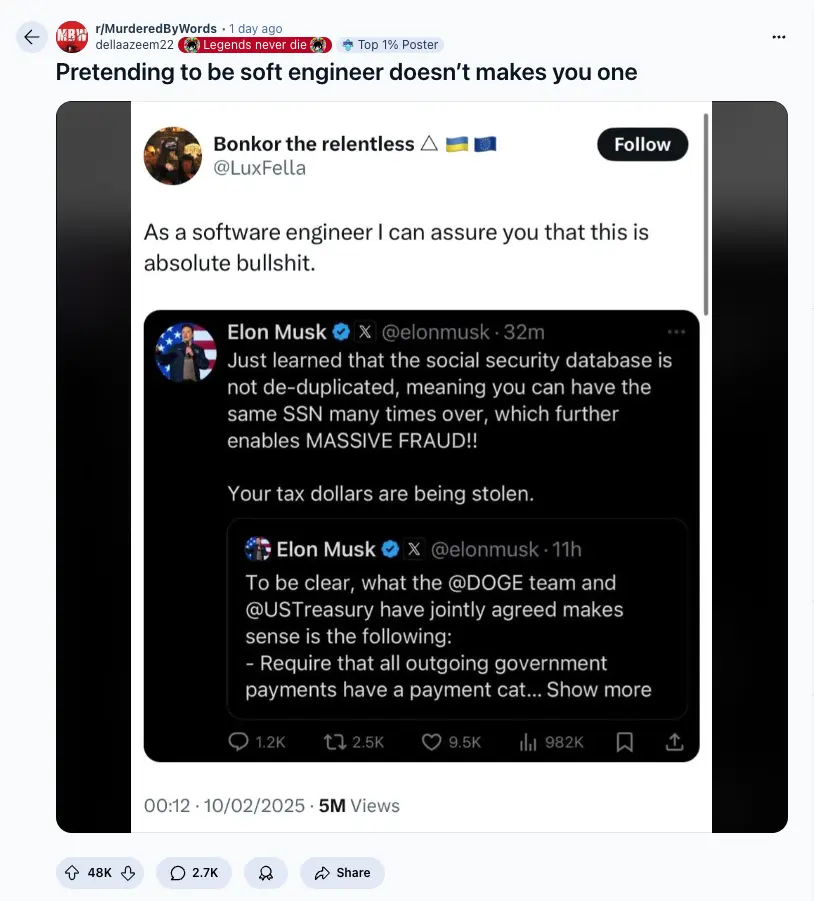 r/MurderedByWords • 1 day ago
dellaazeem22 Legends never die Top 1% Poster
Pretending to be soft engineer doesn’t makes you one
Bonkor the relentless
@LuxFella
Follow
As a software engineer I can assure you that this is
absolute bullshit.
Elon Musk X @elonmusk · 32m
Just learned that the social security database is
not de-duplicated, meaning you can have the
same SSN many times over, which further
enables MASSIVE FRAUD!!
Your tax dollars are being stolen.
Elon Musk X @elonmusk · 11h
To be clear, what the @DOGE team and
@USTreasury have jointly agreed makes
sense is the following:
- Require that all outgoing government
payments have a payment cat... Show more
1.2K 2.5K 9.5K 982K
00:12 · 10/02/2025 · 5M Views
48K 2.7K Share